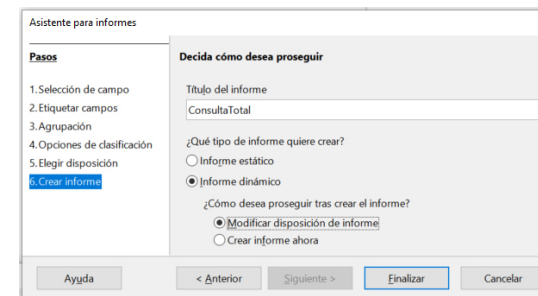 Asistente para informes
Pasos
Decida cómo desea proseguir
1.Selección de campo
2.Etiquetar campos
3.Agrupación
4.Opciones de clasificación
5.Elegir disposición
6.Crear informe
Título del informe
ConsultaTotal
¿Qué tipo de informe quiere crear?
Informe estático
Informe dinámico
¿Cómo desea proseguir tras crear el informe?
Modificar disposición de informe
Crear informe ahora
Ayuda
< Anterior
Siguiente >
Finalizar
Cancelar